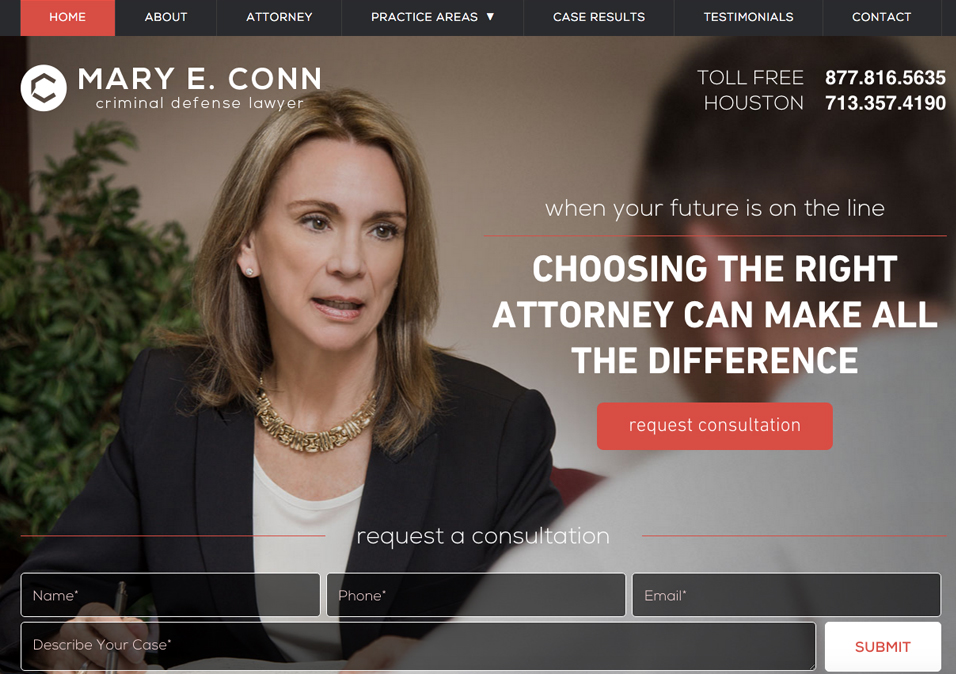 HOME ABOUT ATTORNEY PRACTICE AREAS ▼ CASE RESULTS TESTIMONIALS CONTACT
MARY E. CONN
criminal defense lawyer
TOLL FREE 877.816.5635
HOUSTON 713.357.4190
when your future is on the line
CHOOSING THE RIGHT
ATTORNEY CAN MAKE ALL
THE DIFFERENCE
request consultation
request a consultation
Name* Phone* Email*
Describe Your Case* SUBMIT